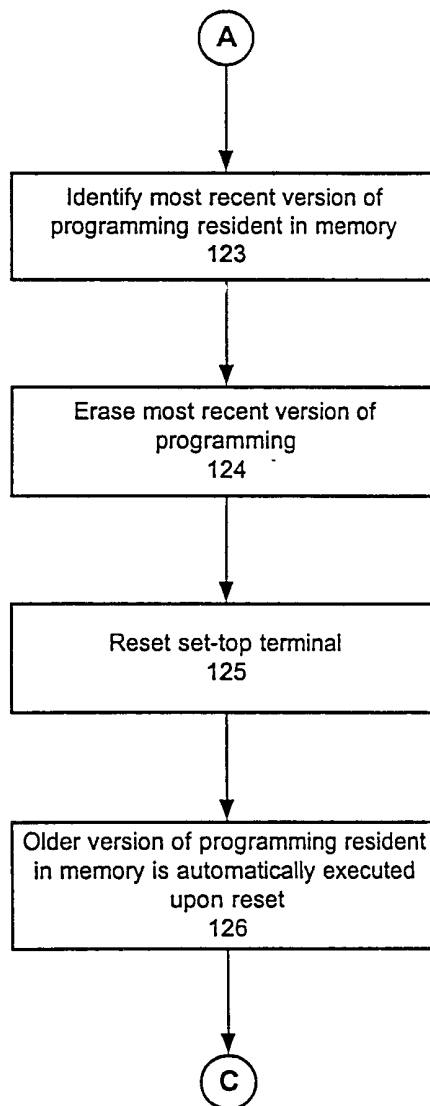 A
Identify most recent version of
programming resident in memory
123
Erase most recent version of
programming
124
Reset set-top terminal
125
Older version of programming resident
in memory is automatically executed
upon reset
126
C